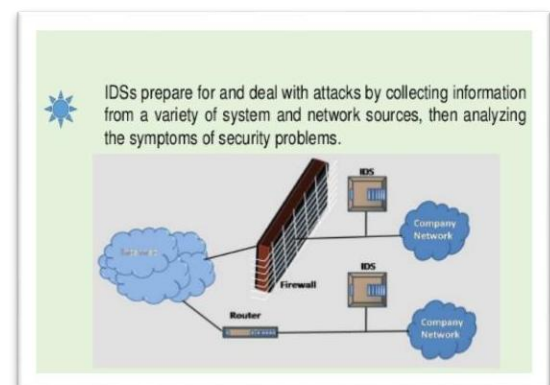 IDSs prepare for and deal with attacks by collecting information
from a variety of system and network sources, then analyzing
the symptoms of security problems.
IDS
Company
Network
Firewall
IDS
Router
Company
Network